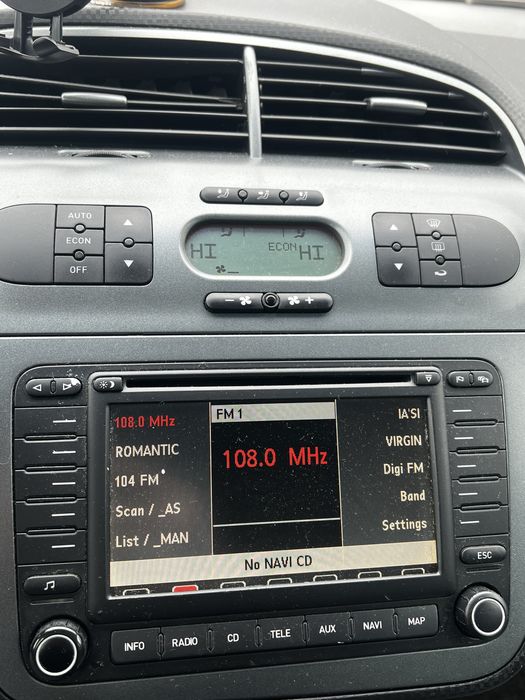 AUTO
ECON
OFF
HI ECON HI
- +
108.0 MHz
ROMANTIC
104 FM
Scan / _AS
List / _MAN
FM 1
108.0 MHz
IA'SI
VIRGIN
Digi FM
Band
Settings
No NAVI CD
ESC
INFO RADIO CD TELE AUX NAVI MAP